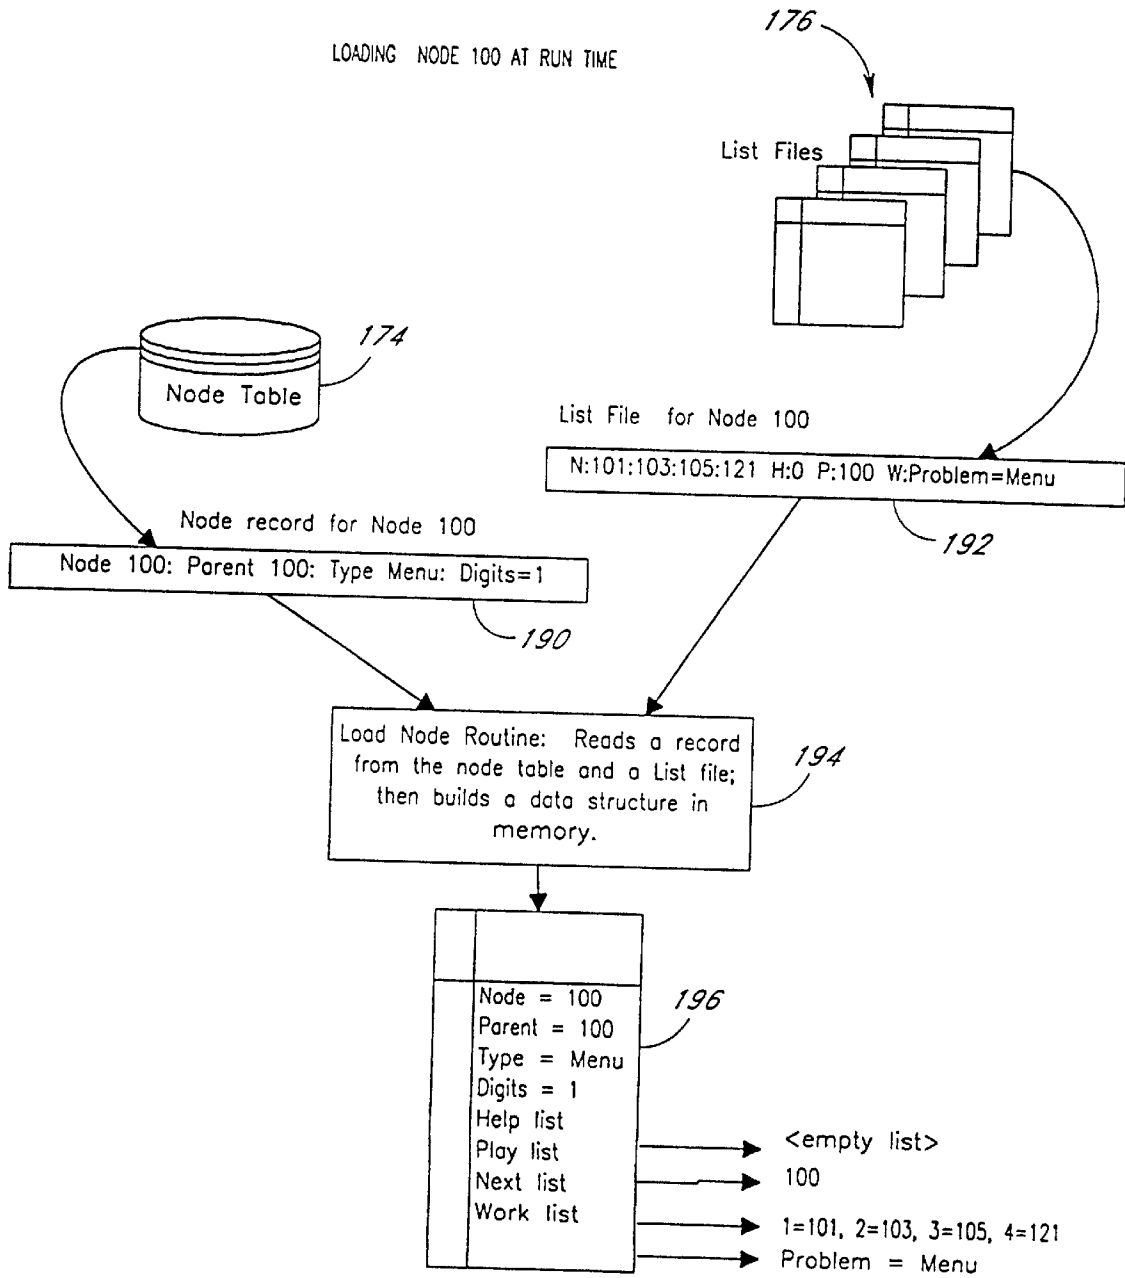 176
LOADING NODE 100 AT RUN TIME
List Files
174
Node Table
List File for Node 100
N:101:103:105:121 H:0 P:100 W:Problem=Menu
192
Node record for Node 100
Node 100: Parent 100: Type Menu: Digits=1
190
Load Node Routine: Reads a record
from the node table and a List file;
then builds a data structure in
memory.
194
Node = 100
Parent = 100
Type = Menu
Digits = 1
Help list
Play list
Next list
Work list
196
<empty list>
100
1=101, 2=103, 3=105, 4=121
Problem = Menu